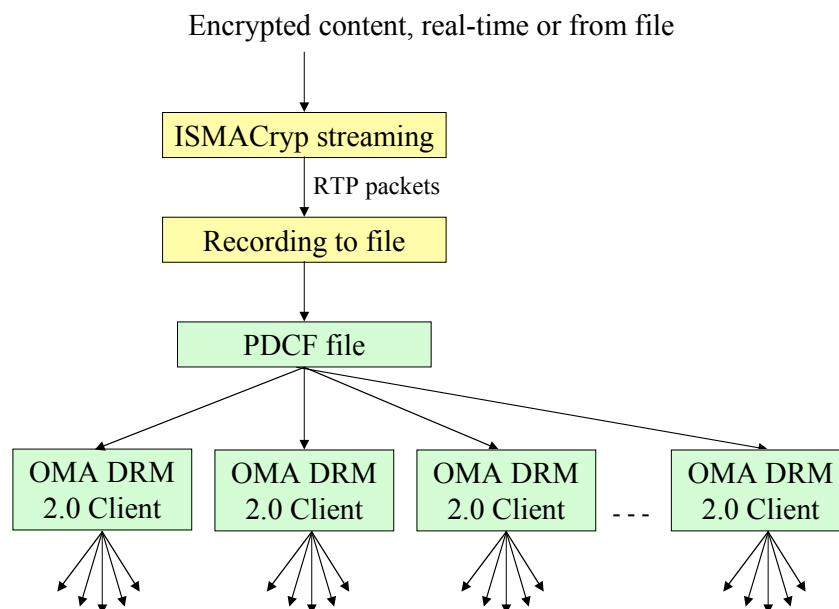 Encrypted content, real-time or from file
ISMACryp streaming
RTP packets
Recording to file
PDCF file
OMA DRM
2.0 Client
OMA DRM
2.0 Client
OMA DRM
2.0 Client
- - -
OMA DRM
2.0 Client